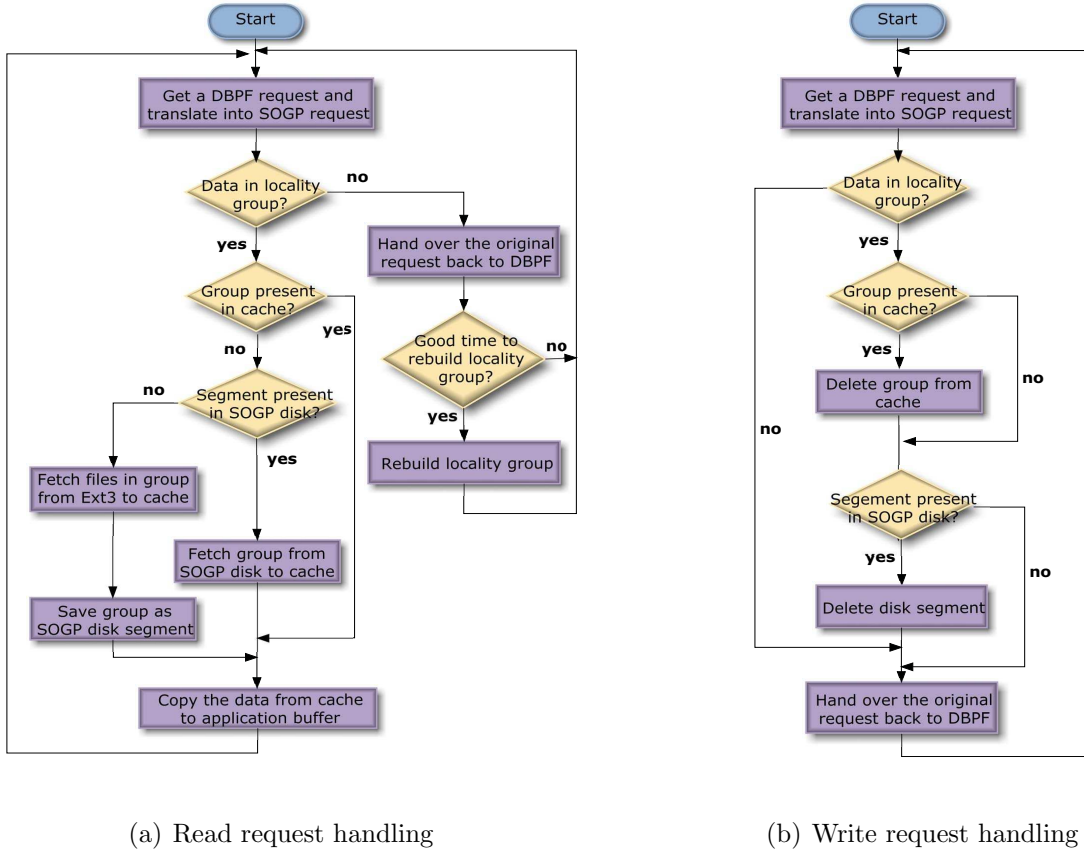 Start
Get a DBPF request and
translate into SOGP request
Data in locality
group?
no
yes
Hand over the original
request back to DBPF
Group present
in cache?
yes
no
Good time to
rebuild locality
group?
no
yes
Segment present
in SOGP disk?
no
yes
Rebuild locality group
Fetch files in group
from Ext3 to cache
Fetch group from
SOGP disk to cache
Save group as
SOGP disk segment
Copy the data from cache
to application buffer
(a) Read request handling
Start
Get a DBPF request and
translate into SOGP request
Data in locality
group?
yes
no
Group present
in cache?
yes
no
Delete group from
cache
Segement present
in SOGP disk?
yes
no
Delete disk segment
Hand over the original
request back to DBPF
(b) Write request handling